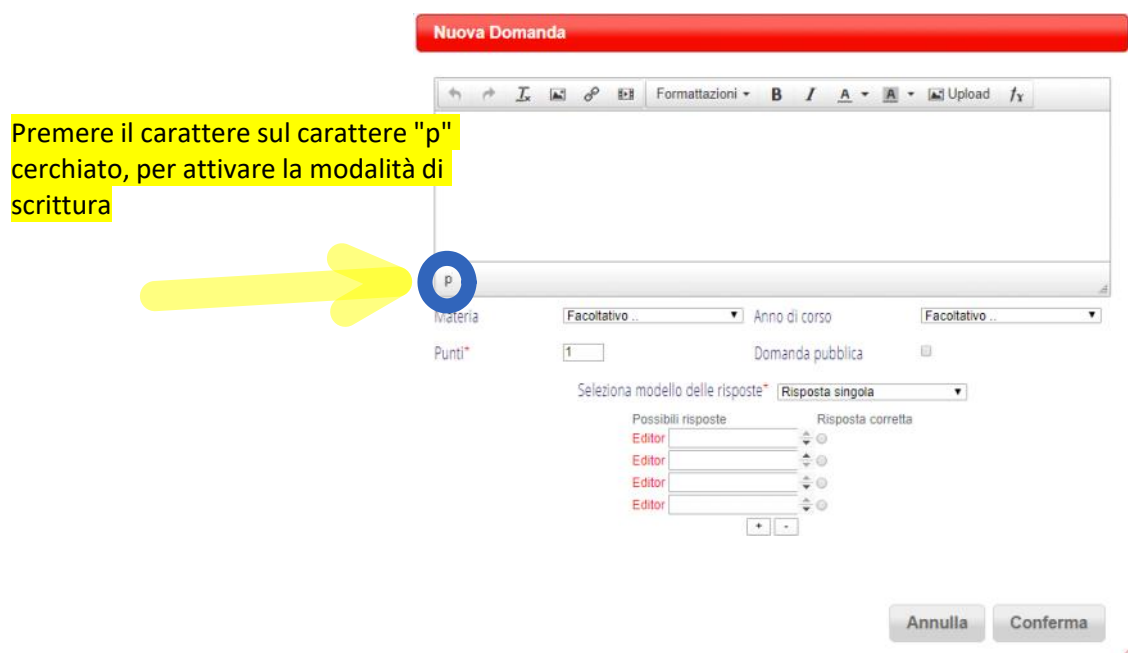 Nuova Domanda
Formattazioni B I A A Upload fx
Premere il carattere sul carattere "p"
cerchiato, per attivare la modalità di
scrittura
p
Materia Facoltativo .. Anno di corso Facoltativo ..
Punti* 1 Domanda pubblica
Seleziona modello delle risposte* Risposta singola
Possibili risposte Risposta corretta
Editor
Editor
Editor
Editor
+ -
Annulla Conferma